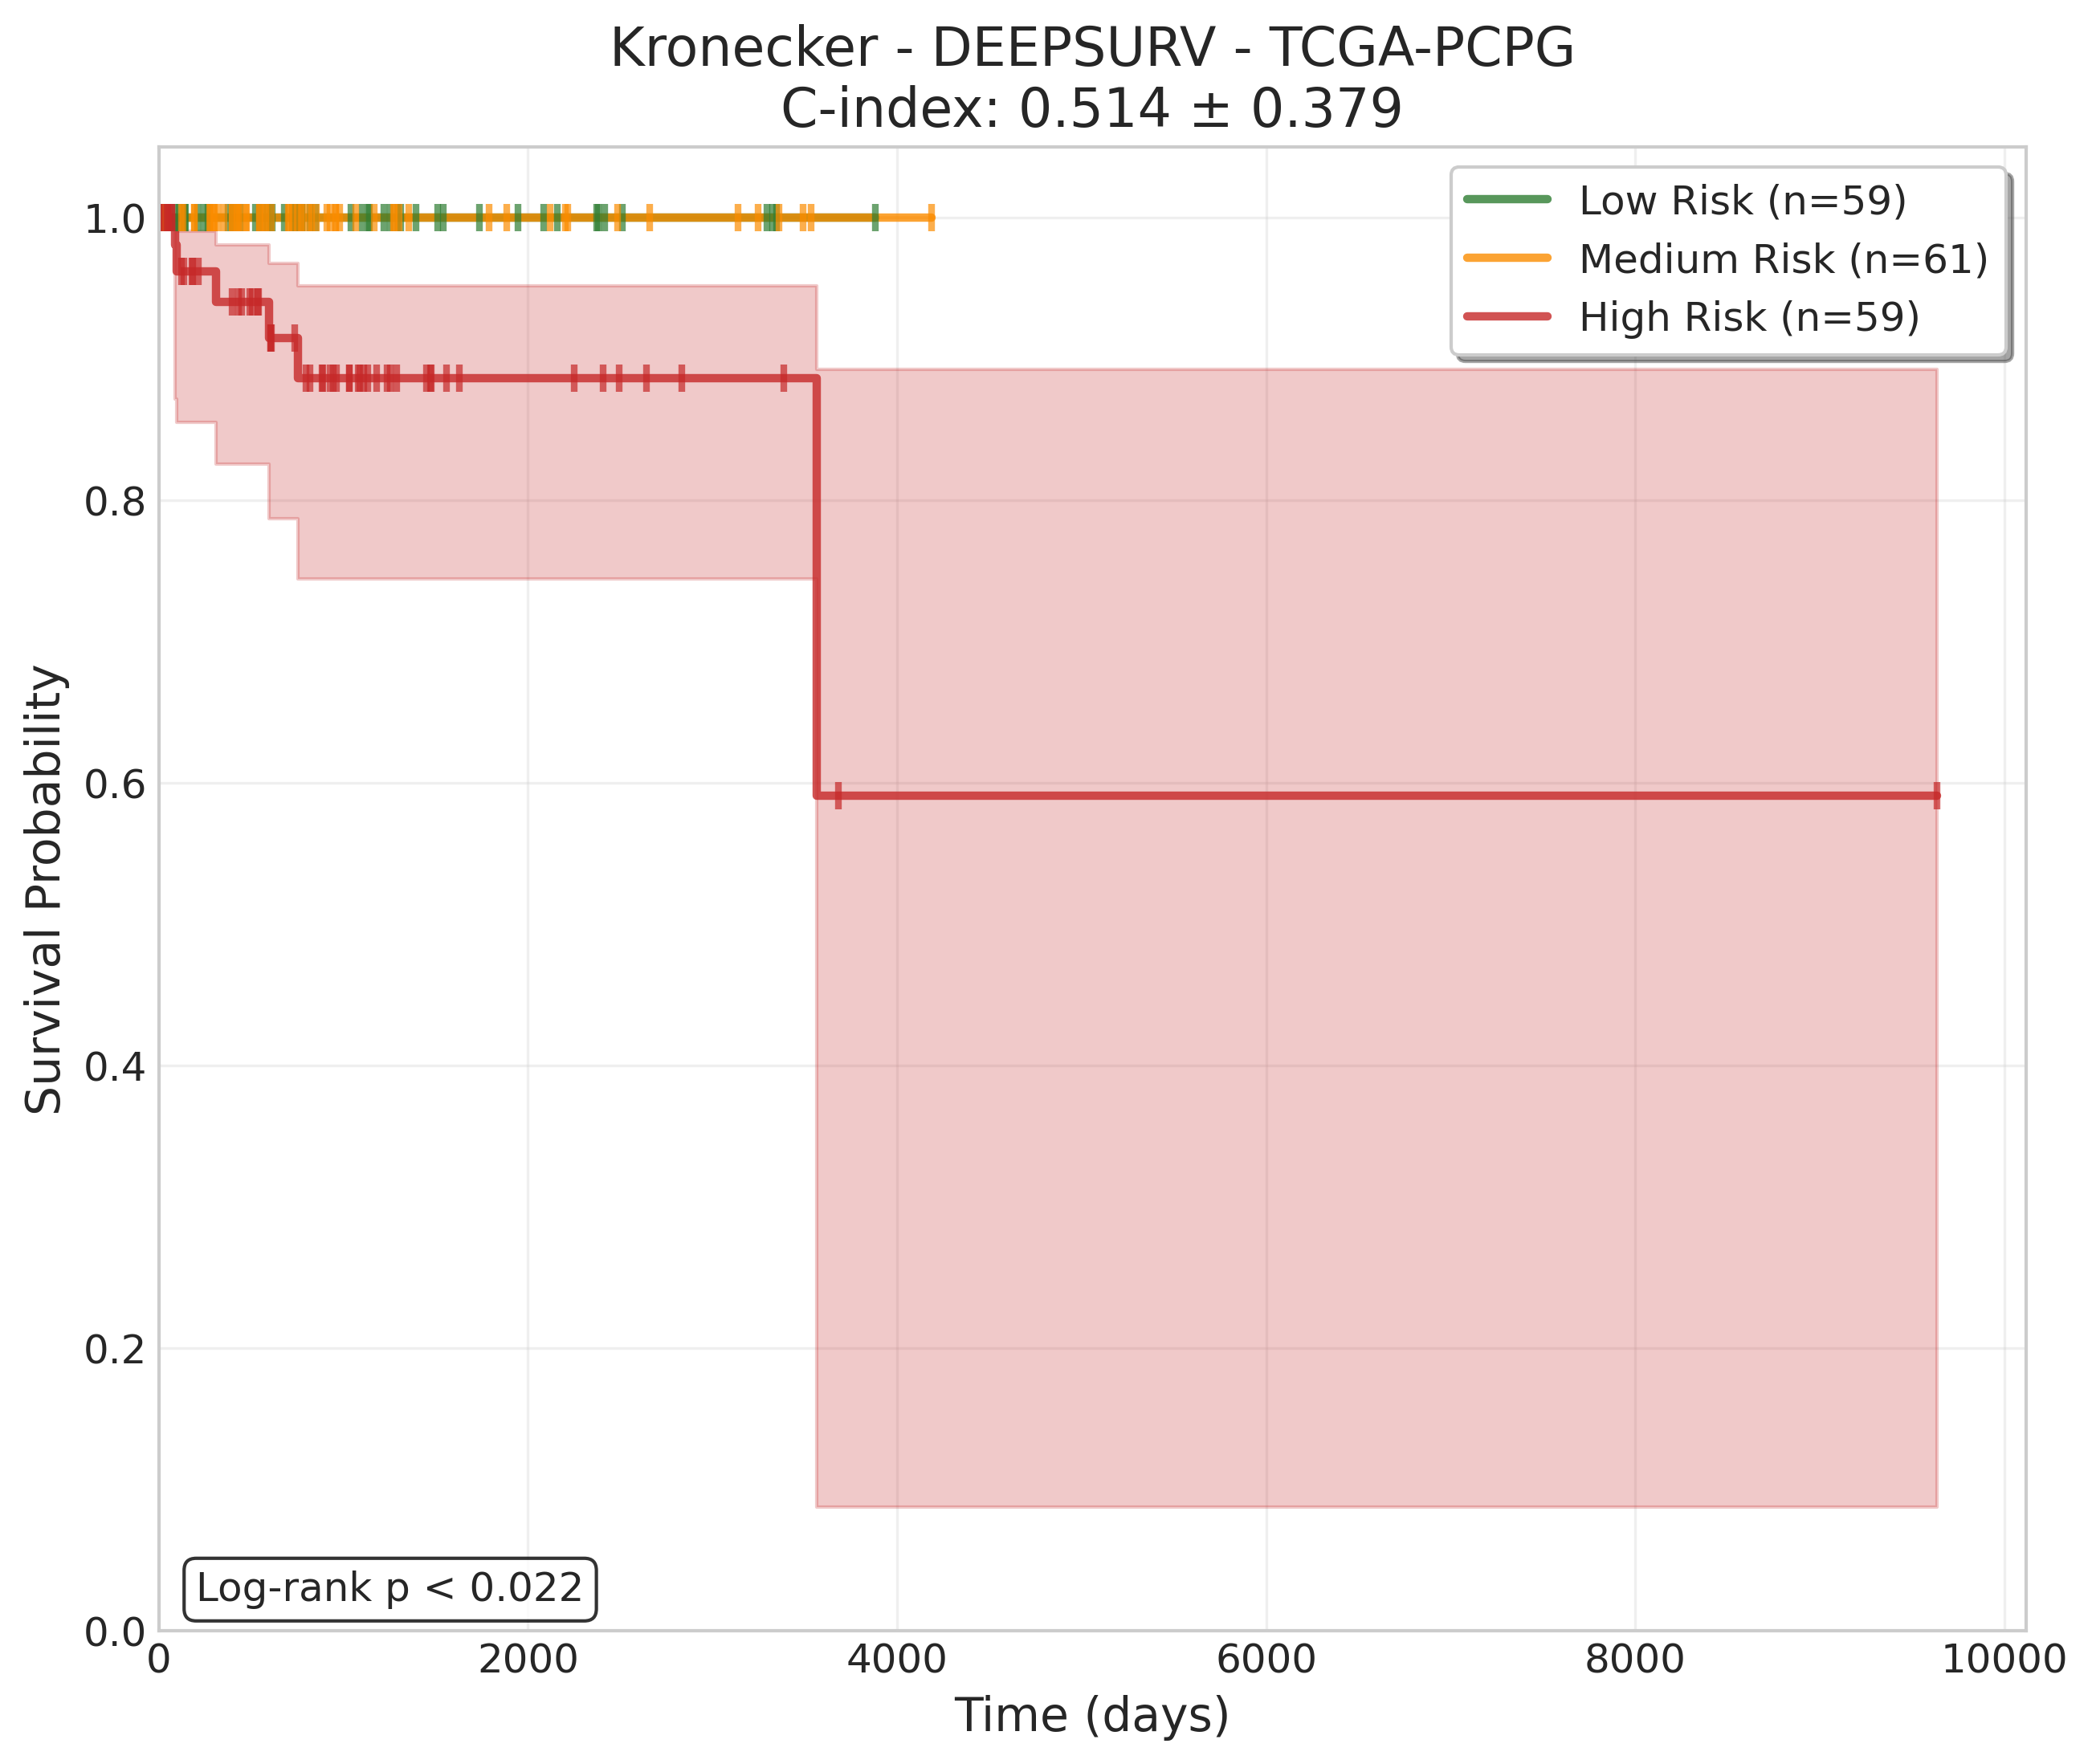 Kronecker - DEEPSURV - TCGA-PCPG
C-index: 0.514 ± 0.379
Low Risk (n=59)
Medium Risk (n=61)
High Risk (n=59)
Survival Probability
1.0
0.8
0.6
0.4
0.2
0.0
Log-rank p < 0.022
0 2000 4000 6000 8000 10000
Time (days)